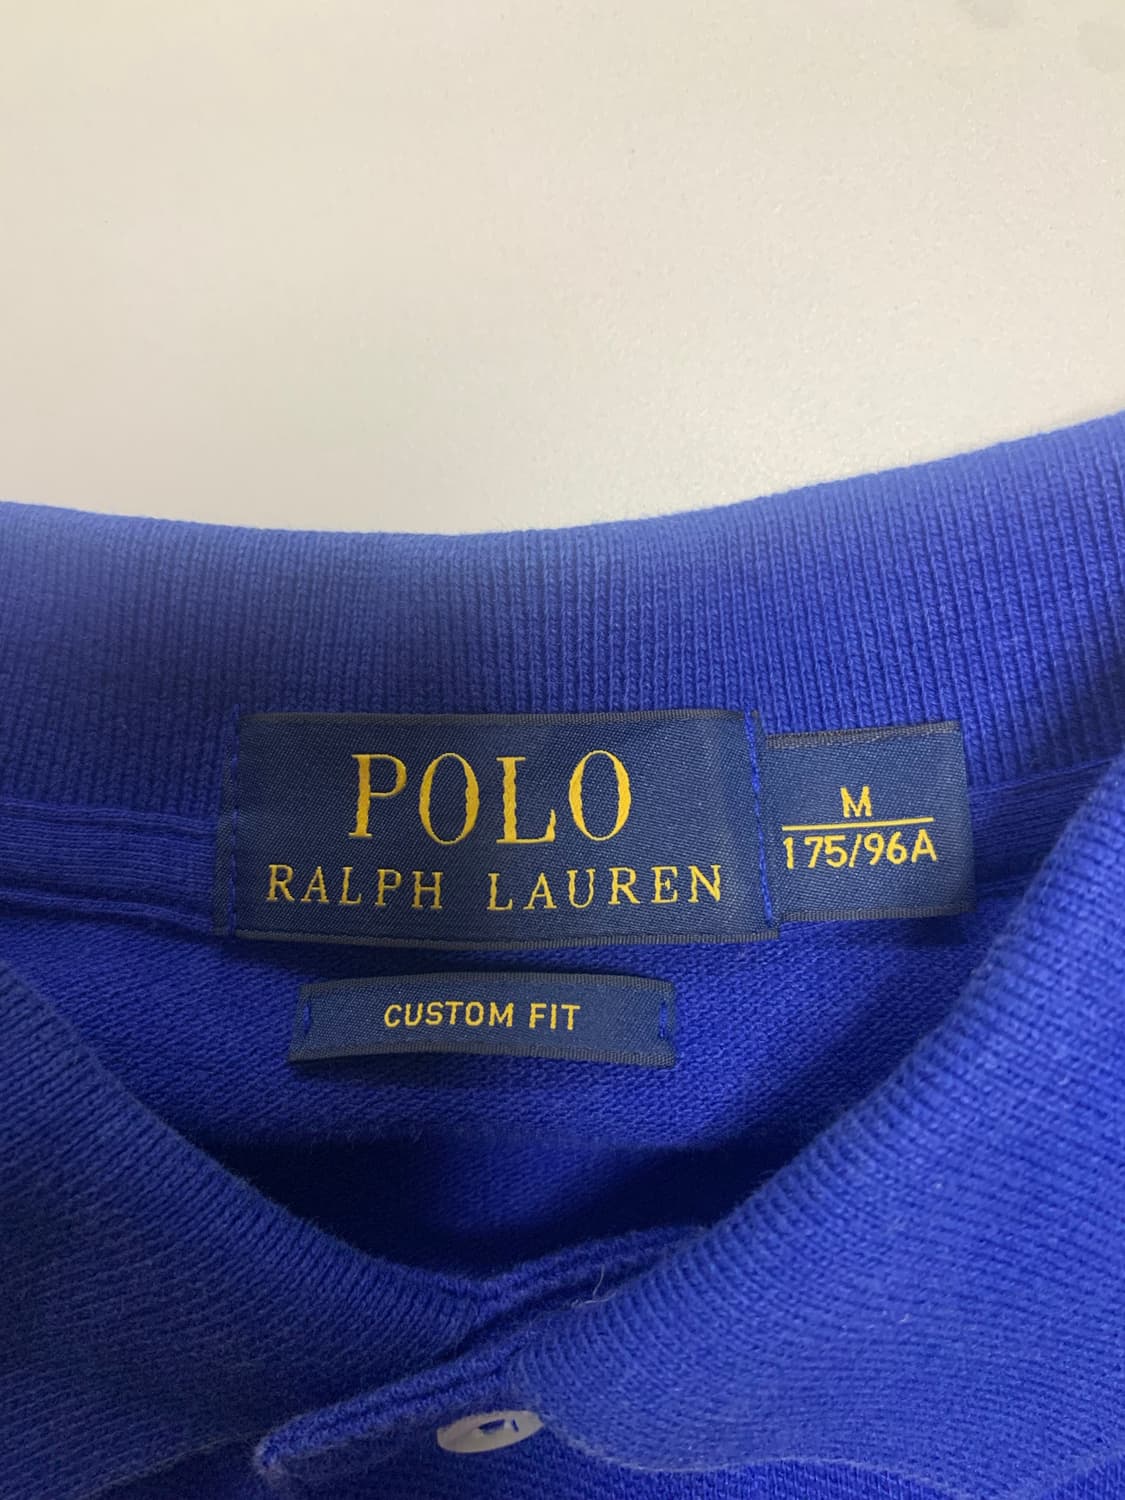 POLO
RALPH LAUREN
M
175/96A
CUSTOM FIT